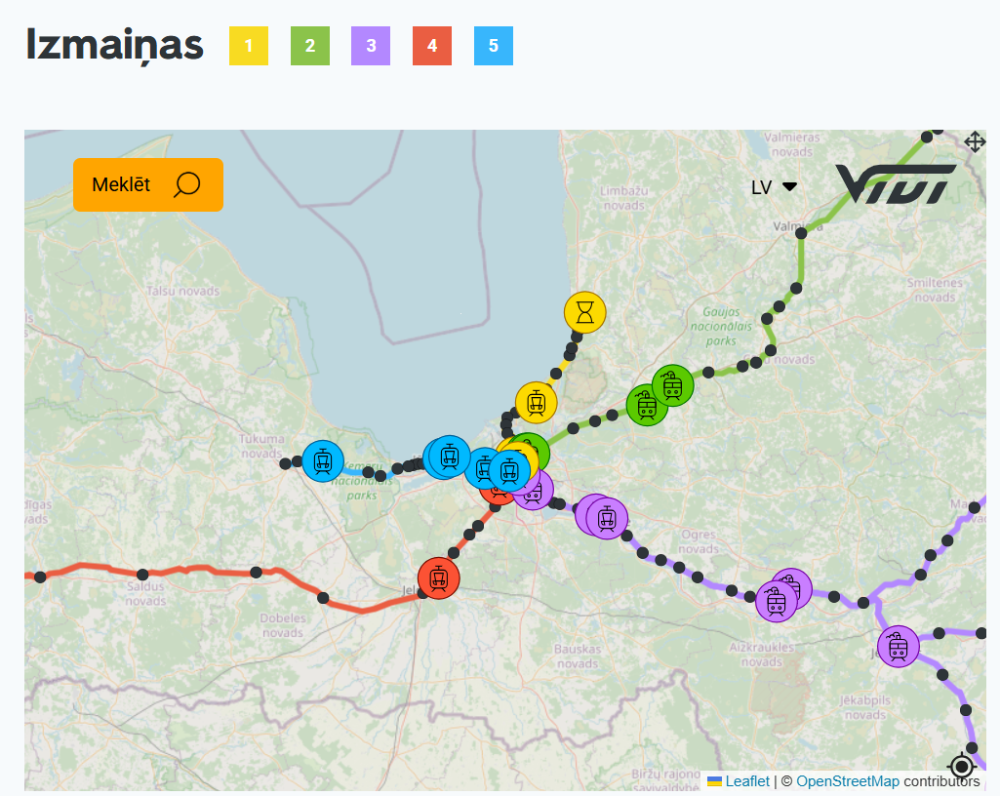 Izmaiņas 1 2 3 4 5
Valmieras
novads
Meklēt
LV
VIVI
Limbažu
novads
Valmiera
Talsu novads
Smiltenes
novads
Gaujas
nacionālais
parks
novads
Tukuma
novads
Ķemeru
nacionālais
parks
Ogres
novads
Saldus
novads
Dobeles
novads
Bauskas
novads
Aizkraukles
novads
Jēkabpils
novads
Biržų rajono
savivaldybė
Leaflet | © OpenStreetMap contributors